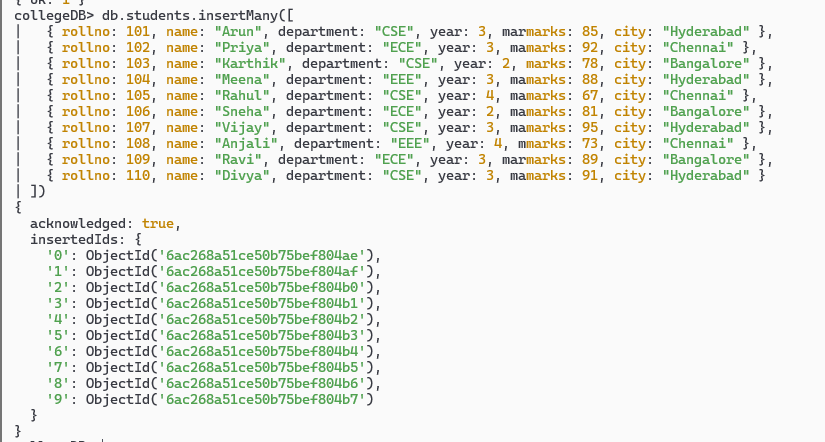 { ok: 1 }
collegeDB> db.students.insertMany([
|   { rollno: 101, name: "Arun", department: "CSE", year: 3, marmarks: 85, city: "Hyderabad" },
|   { rollno: 102, name: "Priya", department: "ECE", year: 3, mamarks: 92, city: "Chennai" },
|   { rollno: 103, name: "Karthik", department: "CSE", year: 2, marks: 78, city: "Bangalore" },
|   { rollno: 104, name: "Meena", department: "EEE", year: 3, mamarks: 88, city: "Hyderabad" },
|   { rollno: 105, name: "Rahul", department: "CSE", year: 4, mamarks: 67, city: "Chennai" },
|   { rollno: 106, name: "Sneha", department: "ECE", year: 2, mamarks: 81, city: "Bangalore" },
|   { rollno: 107, name: "Vijay", department: "CSE", year: 3, mamarks: 95, city: "Hyderabad" },
|   { rollno: 108, name: "Anjali", department: "EEE", year: 4, mmarks: 73, city: "Chennai" },
|   { rollno: 109, name: "Ravi", department: "ECE", year: 3, marmarks: 89, city: "Bangalore" },
|   { rollno: 110, name: "Divya", department: "CSE", year: 3, mamarks: 91, city: "Hyderabad" }
| ])
{
  acknowledged: true,
  insertedIds: {
    '0': ObjectId('6ac268a51ce50b75bef804ae'),
    '1': ObjectId('6ac268a51ce50b75bef804af'),
    '2': ObjectId('6ac268a51ce50b75bef804b0'),
    '3': ObjectId('6ac268a51ce50b75bef804b1'),
    '4': ObjectId('6ac268a51ce50b75bef804b2'),
    '5': ObjectId('6ac268a51ce50b75bef804b3'),
    '6': ObjectId('6ac268a51ce50b75bef804b4'),
    '7': ObjectId('6ac268a51ce50b75bef804b5'),
    '8': ObjectId('6ac268a51ce50b75bef804b6'),
    '9': ObjectId('6ac268a51ce50b75bef804b7')
  }
}